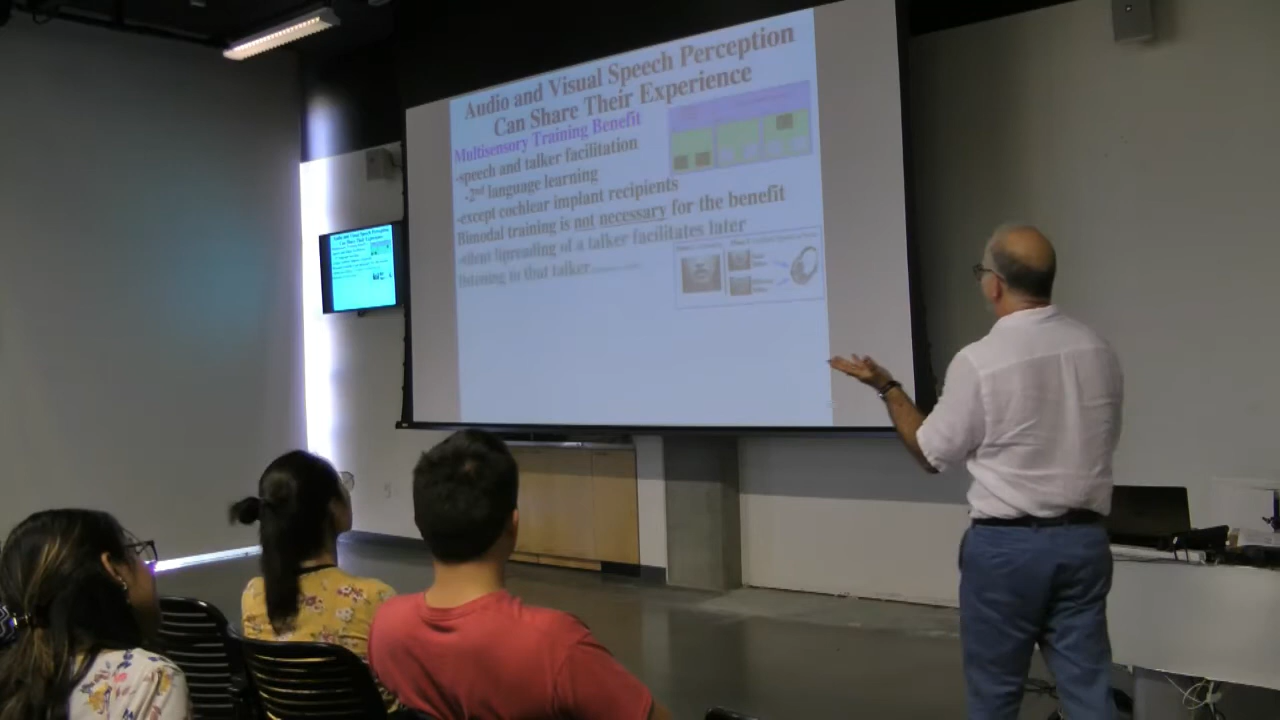 Audio and Visual Speech Perception
Can Share Their Experience
Multisensory Training Benefit
-speech and talker facilitation
-2nd language learning
-except cochlear implant recipients
Bimodal training is not necessary for the benefit
-silent lipreading of a talker facilitates later
listening to that talker